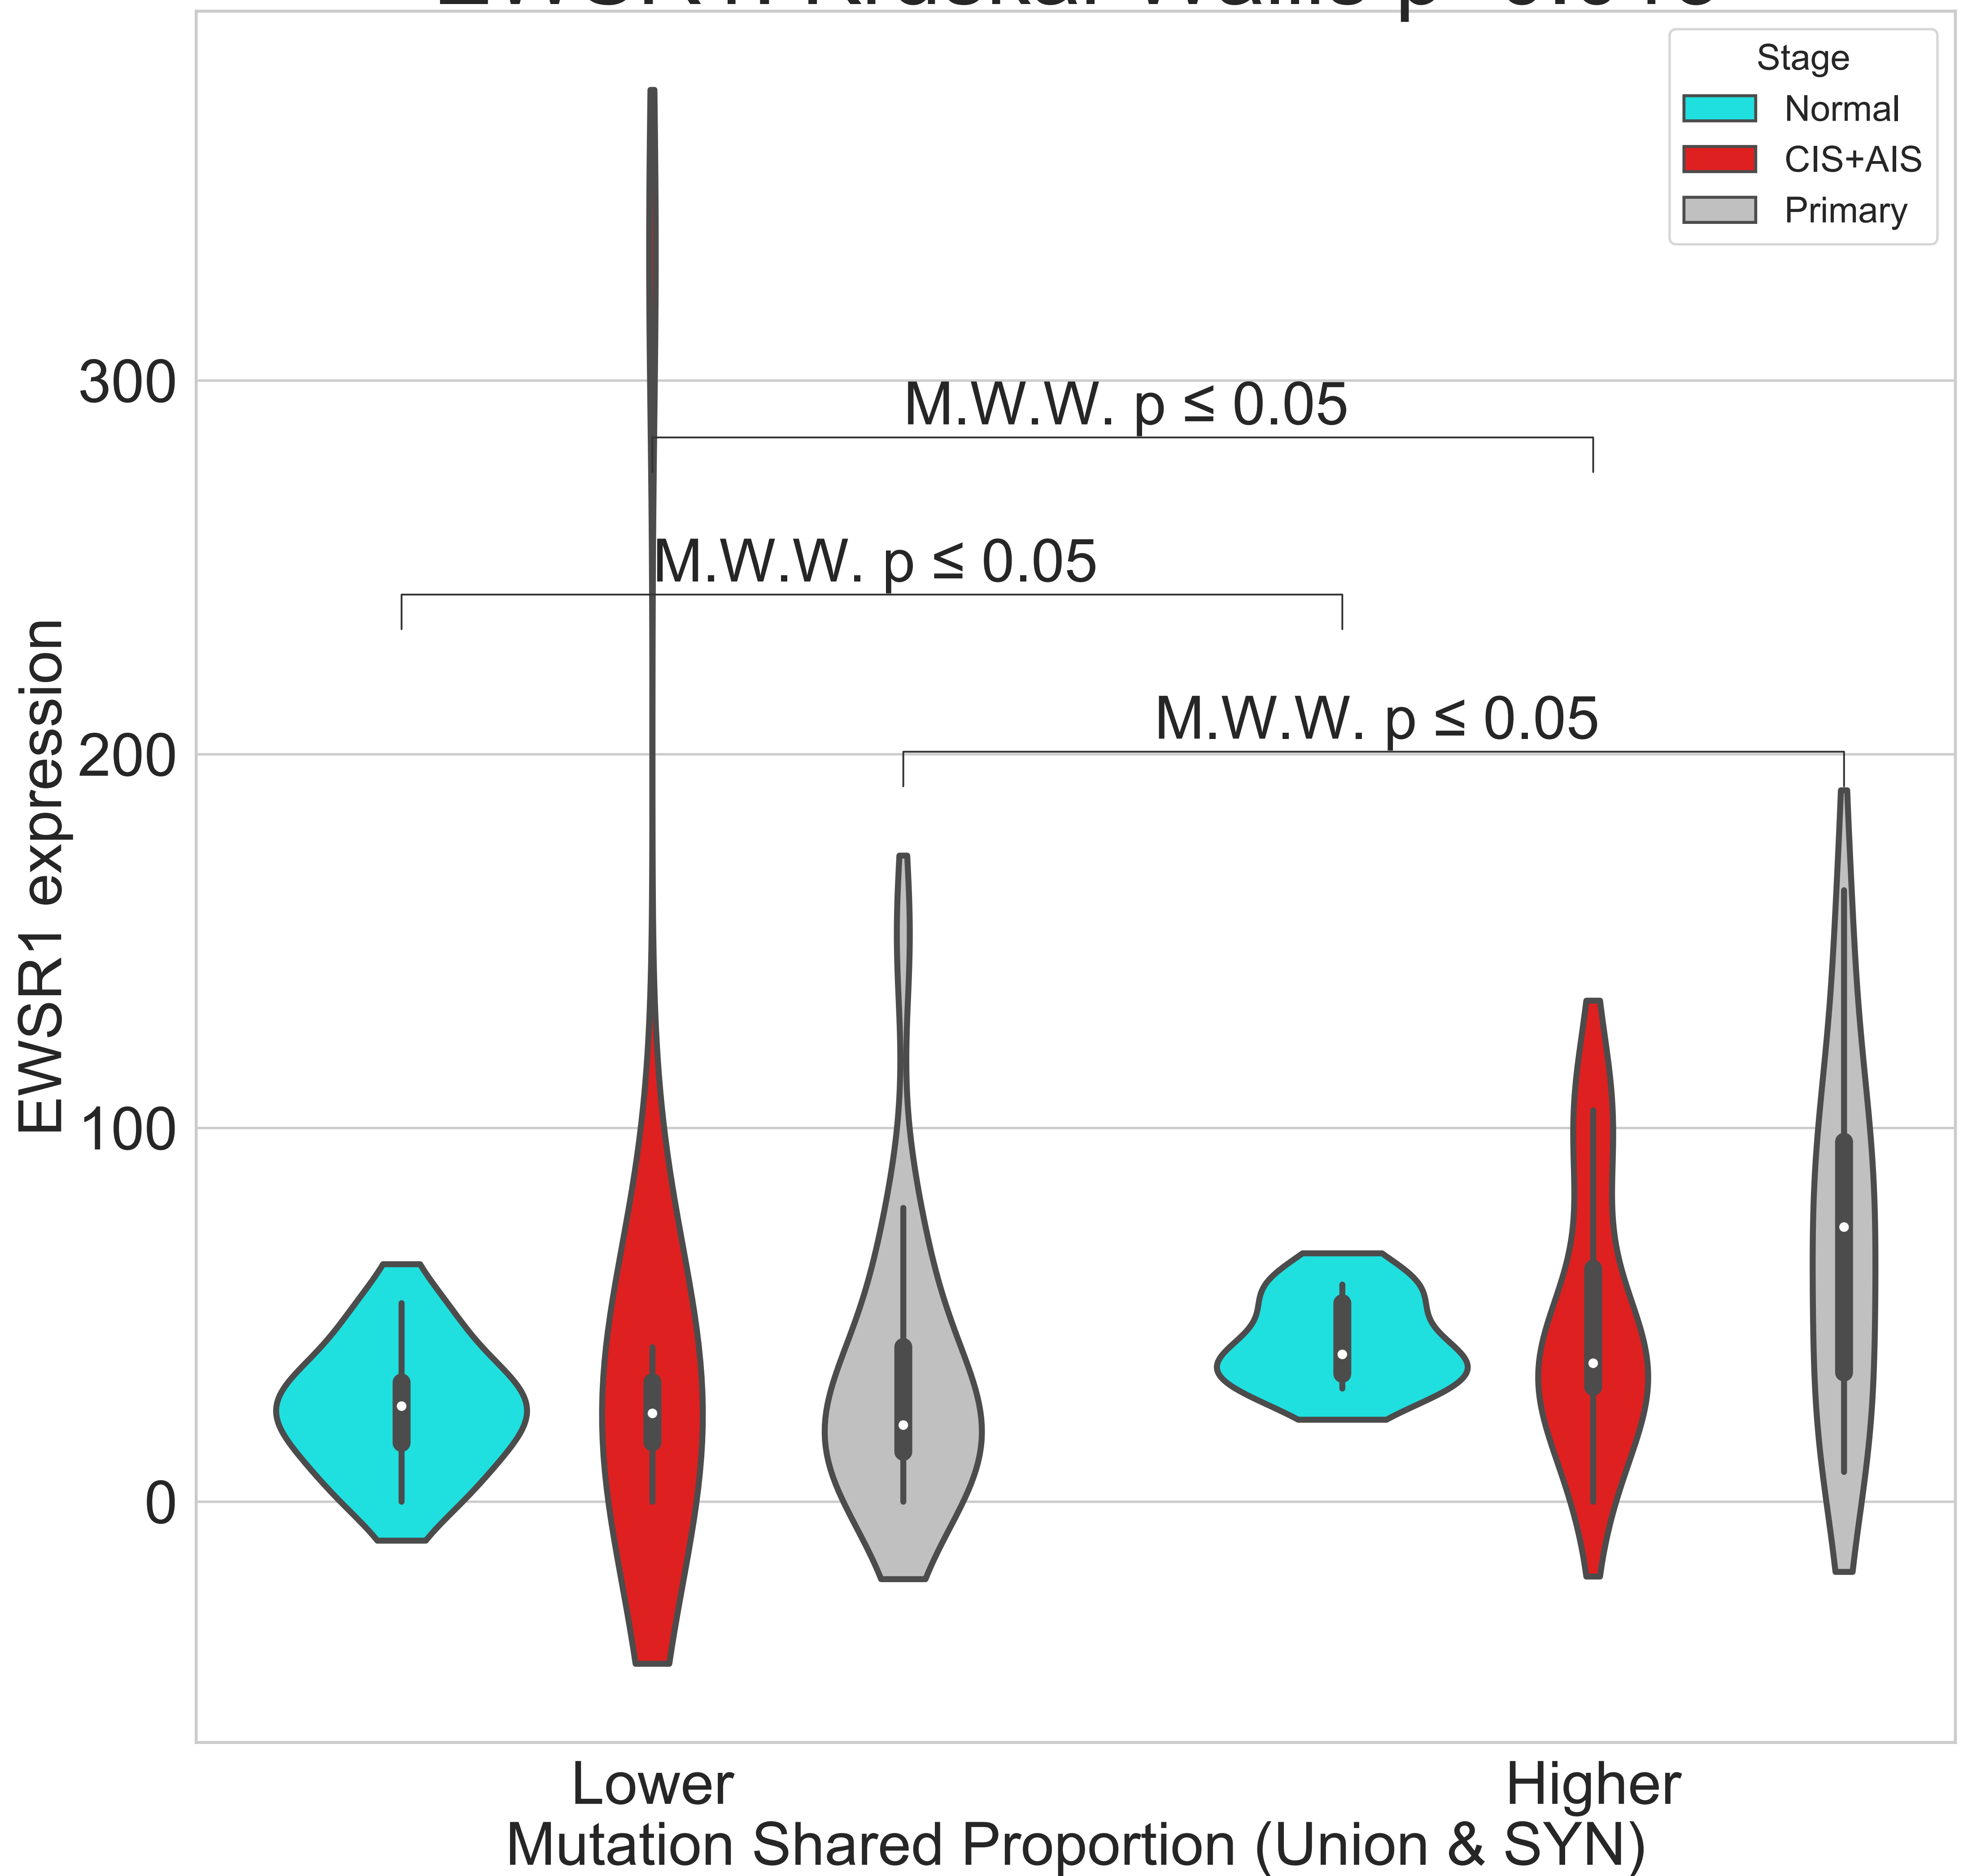 Stage
Normal
CIS+AIS
Primary
300
M.W.W. p ≤ 0.05
M.W.W. p ≤ 0.05
M.W.W. p ≤ 0.05
EWSR1 expression
200
100
0
Lower
Higher
Mutation Shared Proportion (Union & SYN)